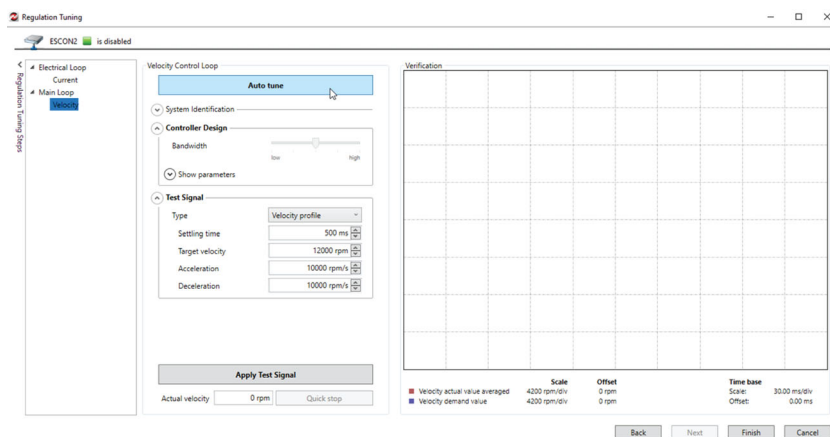 Regulation Tuning
ESCON2 is disabled
Regulation Tuning Steps
Electrical Loop
Current
Main Loop
Velocity
Velocity Control Loop
Auto tune
System Identification
Controller Design
Bandwidth
low high
Show parameters
Test Signal
Type Velocity profile
Settling time 500 ms
Target velocity 12000 rpm
Acceleration 10000 rpm/s
Deceleration 10000 rpm/s
Apply Test Signal
Actual velocity 0 rpm Quick stop
Verification
Scale Offset Time base
Velocity actual value averaged 4200 rpm/div 0 rpm Scale: 30.00 ms/div
Velocity demand value 4200 rpm/div 0 rpm Offset: 0.00 ms
Back Next Finish Cancel